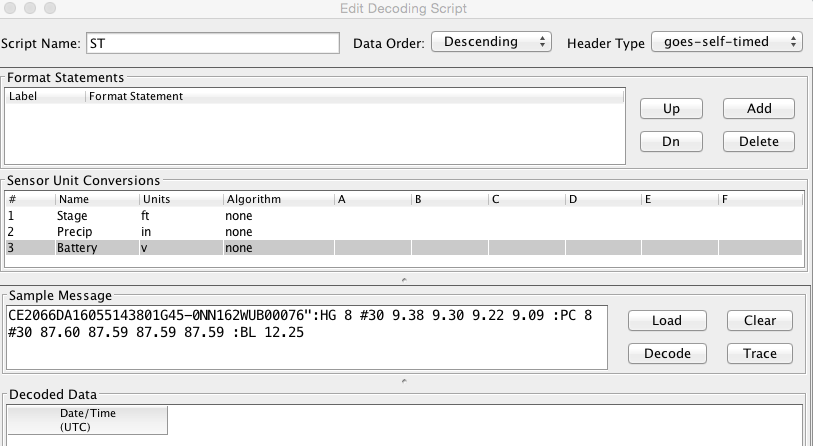 Edit Decoding Script
Script Name: ST Data Order: Descending Header Type goes-self-timed
Format Statements
Label Format Statement
Up Add
Dn Delete
Sensor Unit Conversions
# Name Units Algorithm A B C D E F
1 Stage ft none
2 Precip in none
3 Battery v none
Sample Message
CE2066DA16055143801G45-0NN162WUB00076":HG 8 #30 9.38 9.30 9.22 9.09 :PC 8
#30 87.60 87.59 87.59 87.59 :BL 12.25
Load Clear
Decode Trace
Decoded Data
Date/Time
(UTC)